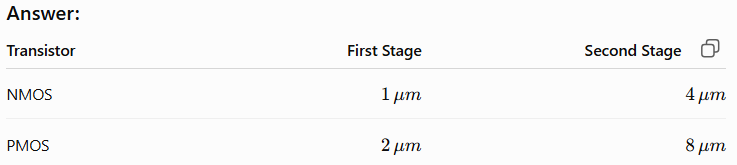 Answer:
Transistor First Stage Second Stage
NMOS 1 μm 4 μm
PMOS 2 μm 8 μm